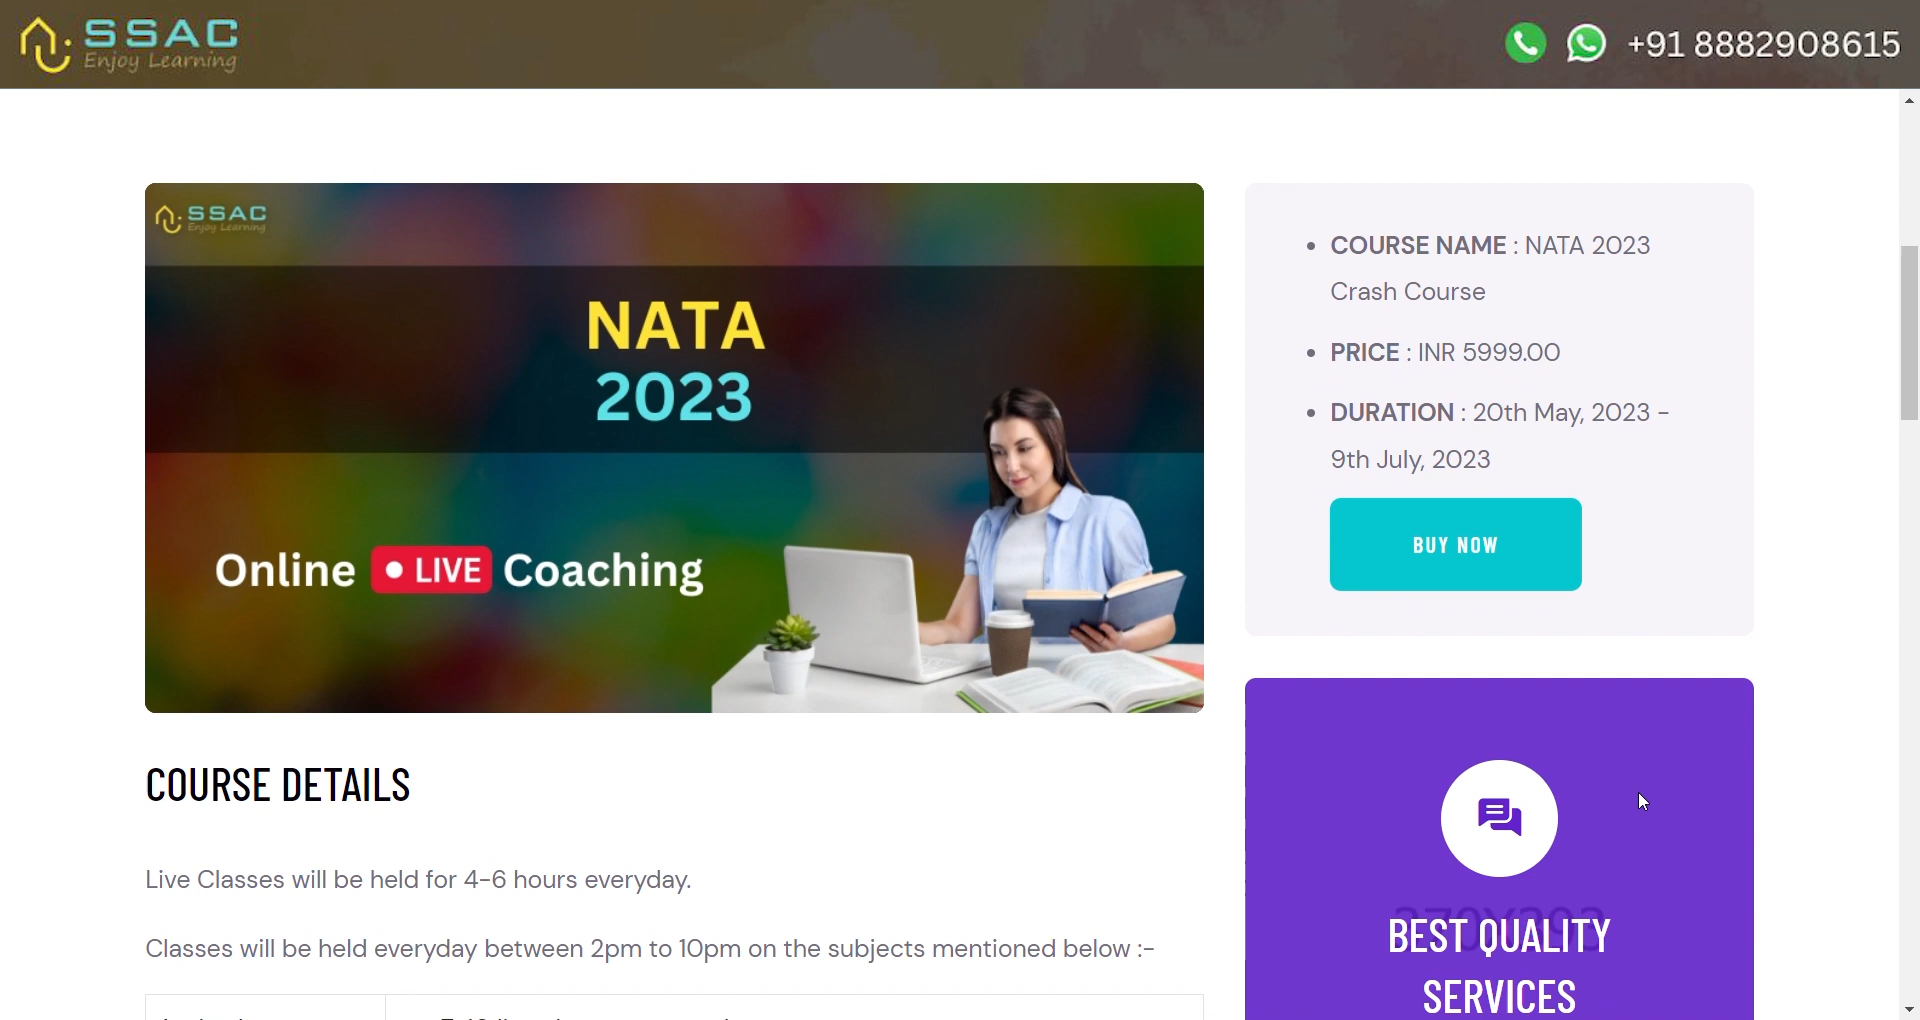 SSAC
Enjoy Learning
+91 8882908615
SSAC
Enjoy Learning
NATA
2023
Online LIVE Coaching
COURSE NAME : NATA 2023
Crash Course
PRICE : INR 5999.00
DURATION : 20th May, 2023 -
9th July, 2023
BUY NOW
COURSE DETAILS
Live Classes will be held for 4-6 hours everyday.
Classes will be held everyday between 2pm to 10pm on the subjects mentioned below :-
BEST QUALITY
SERVICES